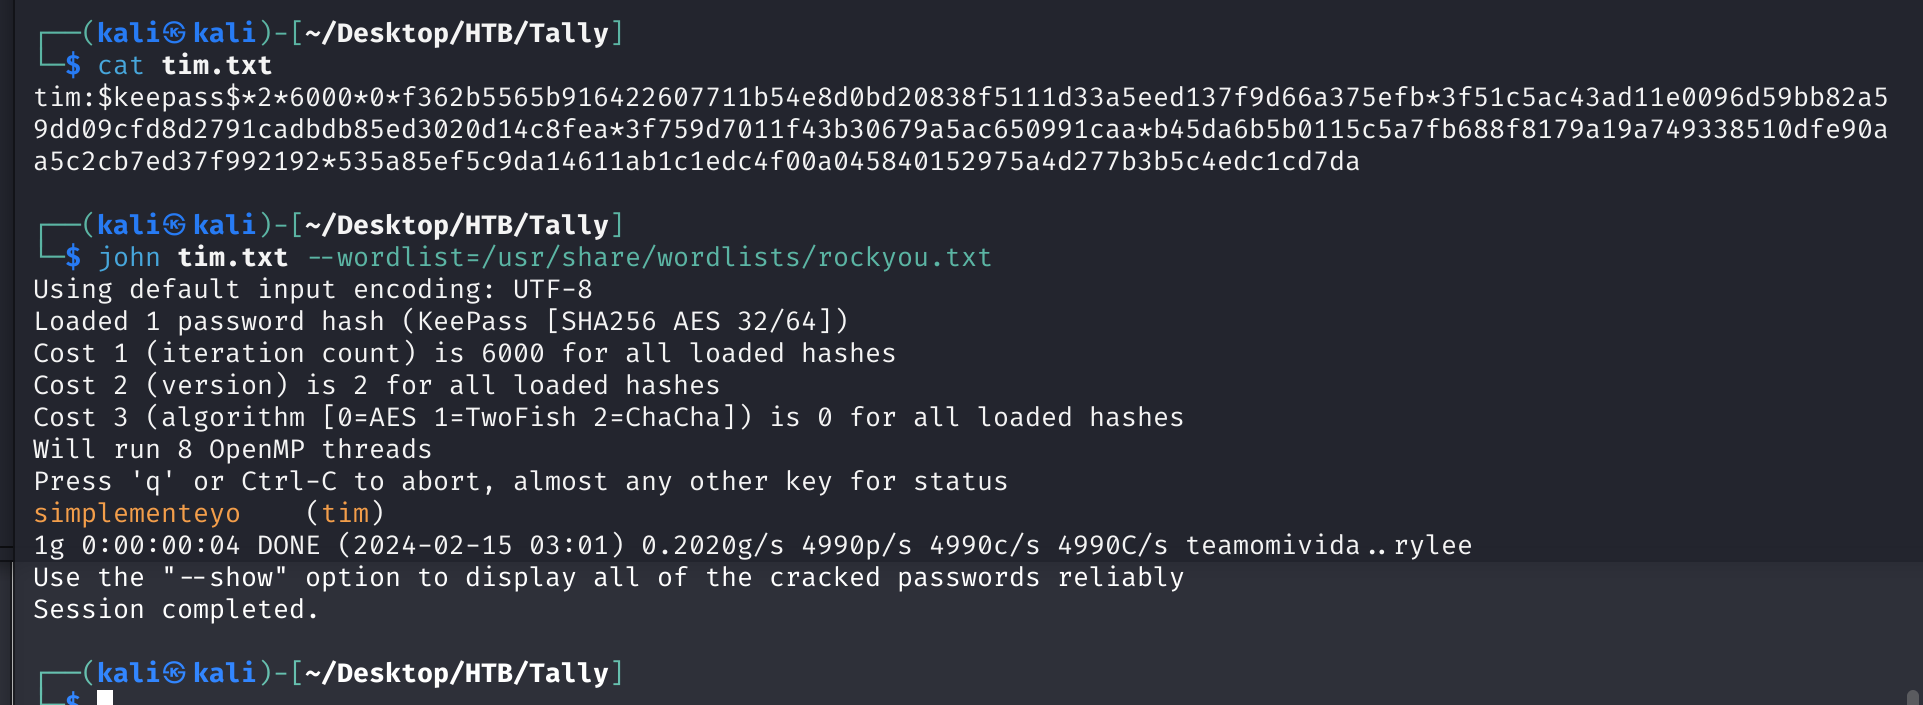 ┌──(kali㉿kali)-[~/Desktop/HTB/Tally]
└─$ cat tim.txt
tim:$keepass$*2*6000*0*f362b5565b916422607711b54e8d0bd20838f5111d33a5eed137f9d66a375efb*3f51c5ac43ad11e0096d59bb82a5
9dd09cfd8d2791cadbdb85ed3020d14c8fea*3f759d7011f43b30679a5ac650991caa*b45da6b5b0115c5a7fb688f8179a19a749338510dfe90a
a5c2cb7ed37f992192*535a85ef5c9da14611ab1c1edc4f00a045840152975a4d277b3b5c4edc1cd7da
┌──(kali㉿kali)-[~/Desktop/HTB/Tally]
└─$ john tim.txt --wordlist=/usr/share/wordlists/rockyou.txt
Using default input encoding: UTF-8
Loaded 1 password hash (KeePass [SHA256 AES 32/64])
Cost 1 (iteration count) is 6000 for all loaded hashes
Cost 2 (version) is 2 for all loaded hashes
Cost 3 (algorithm [0=AES 1=TwoFish 2=ChaCha]) is 0 for all loaded hashes
Will run 8 OpenMP threads
Press 'q' or Ctrl-C to abort, almost any other key for status
simplementeyo    (tim)
1g 0:00:00:04 DONE (2024-02-15 03:01) 0.2020g/s 4990p/s 4990c/s 4990C/s teamomivida..rylee
Use the "--show" option to display all of the cracked passwords reliably
Session completed.
┌──(kali㉿kali)-[~/Desktop/HTB/Tally]
└─$